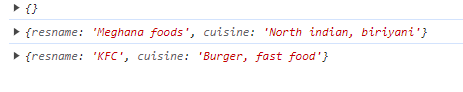 {}
{resname: 'Meghana foods', cuisine: 'North indian, biriyani'}
{resname: 'KFC', cuisine: 'Burger, fast food'}